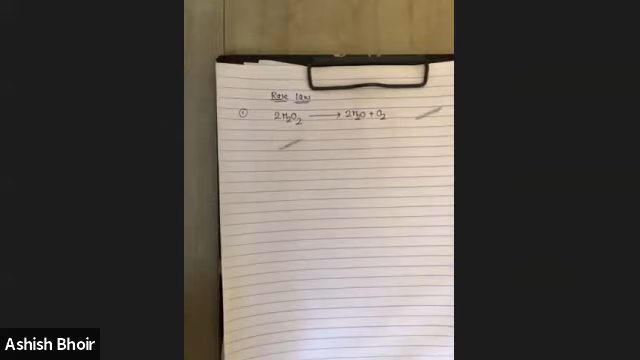 Rate law
① 2H₂O₂ ⟶ 2H₂O + O₂
Ashish Bhoir